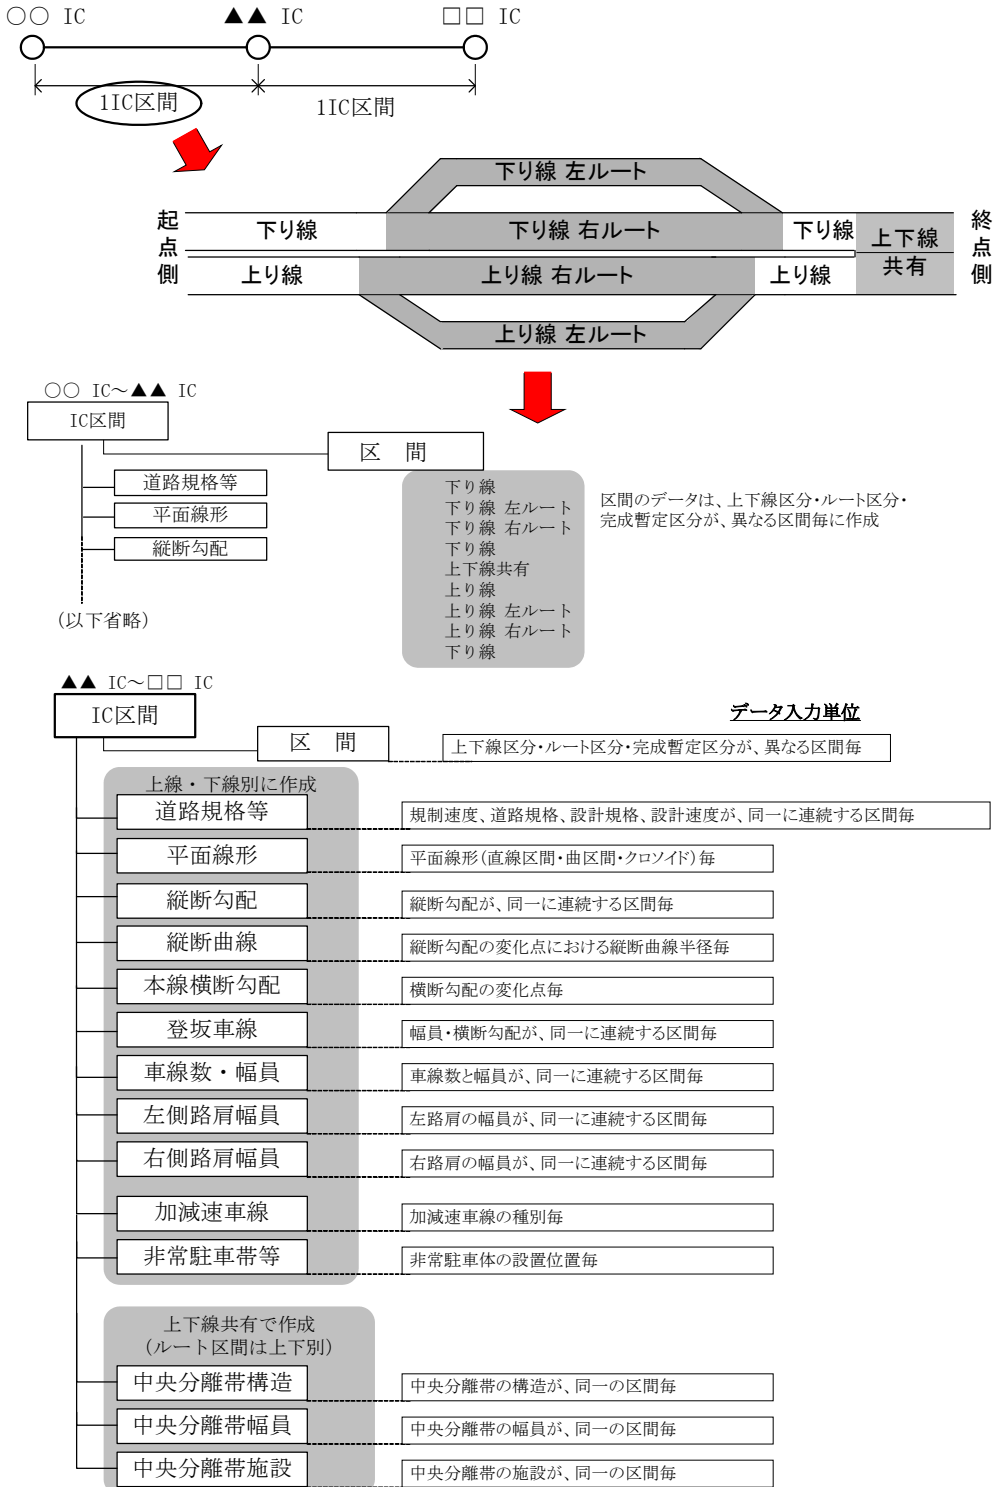 ○○ IC ▲▲ IC □□ IC
1IC区間 1IC区間
下り線 左ルート
起点側
下り線 下り線 右ルート 下り線
上下線共有
終点側
上り線 上り線 右ルート 上り線
上り線 左ルート
○○ IC～▲▲ IC
IC区間
区 間
道路規格等
平面線形
縦断勾配
(以下省略)
下り線
下り線 左ルート
下り線 右ルート
下り線
上下線共有
上り線
上り線 左ルート
上り線 右ルート
下り線
区間のデータは、上下線区分・ルート区分・
完成暫定区分が、異なる区間毎に作成
▲▲ IC～□□ IC
IC区間
データ入力単位
区 間 上下線区分・ルート区分・完成暫定区分が、異なる区間毎
上線・下線別に作成
道路規格等 規制速度、道路規格、設計規格、設計速度が、同一に連続する区間毎
平面線形 平面線形(直線区間・曲区間・クロソイド)毎
縦断勾配 縦断勾配が、同一に連続する区間毎
縦断曲線 縦断勾配の変化点における縦断曲線半径毎
本線横断勾配 横断勾配の変化点毎
登坂車線 幅員・横断勾配が、同一に連続する区間毎
車線数・幅員 車線数と幅員が、同一に連続する区間毎
左側路肩幅員 左路肩の幅員が、同一に連続する区間毎
右側路肩幅員 右路肩の幅員が、同一に連続する区間毎
加減速車線 加減速車線の種別毎
非常駐車帯等 非常駐車体の設置位置毎
上下線共有で作成
(ルート区間は上下別)
中央分離帯構造 中央分離帯の構造が、同一の区間毎
中央分離帯幅員 中央分離帯の幅員が、同一の区間毎
中央分離帯施設 中央分離帯の施設が、同一の区間毎